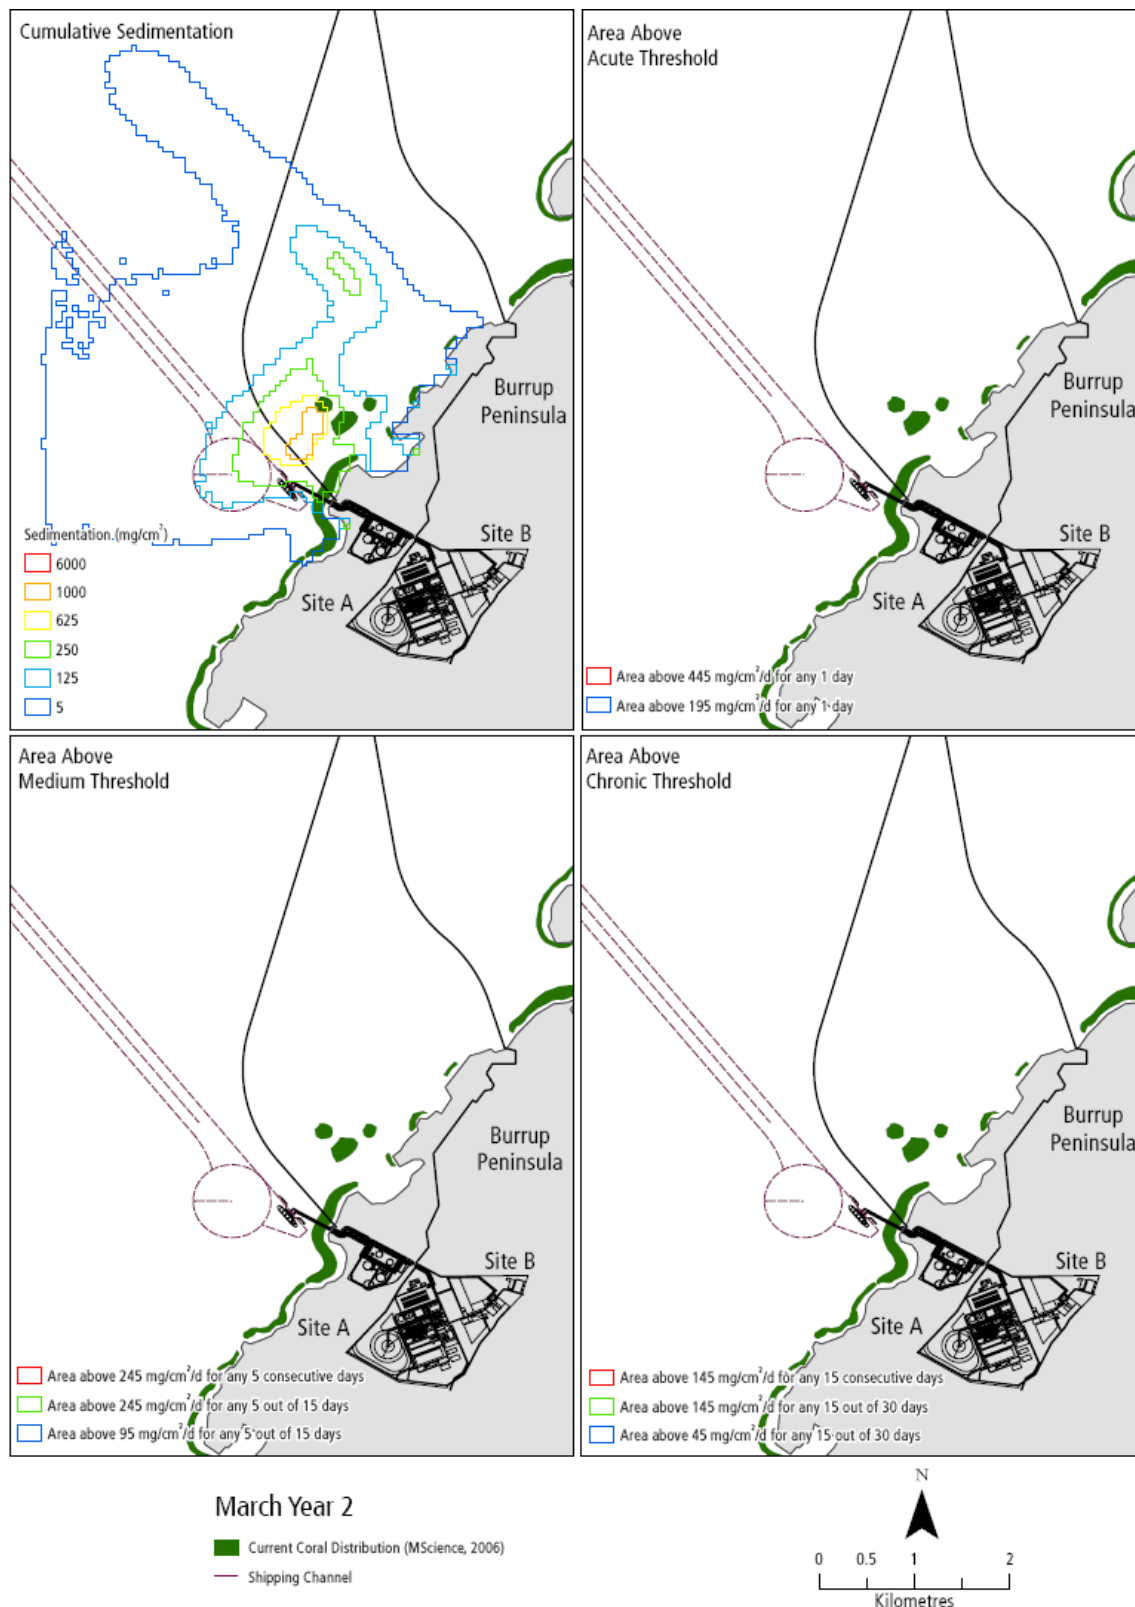 Cumulative Sedimentation
Burrup
Peninsula
Site B
Site A
Sedimentation (mg/cm²)
6000
1000
625
250
125
5
Area Above
Acute Threshold
Burrup
Peninsula
Site B
Site A
Area above 445 mg/cm²/d for any 1 day
Area above 195 mg/cm²/d for any 1 day
Area Above
Medium Threshold
Burrup
Peninsula
Site B
Site A
Area above 245 mg/cm²/d for any 5 consecutive days
Area above 245 mg/cm²/d for any 5 out of 15 days
Area above 95 mg/cm²/d for any 5 out of 15 days
Area Above
Chronic Threshold
Burrup
Peninsula
Site B
Site A
Area above 145 mg/cm²/d for any 15 consecutive days
Area above 145 mg/cm²/d for any 15 out of 30 days
Area above 45 mg/cm²/d for any 15 out of 30 days
March Year 2
Current Coral Distribution (MScience, 2006)
Shipping Channel
N
0 0.5 1 2
Kilometres